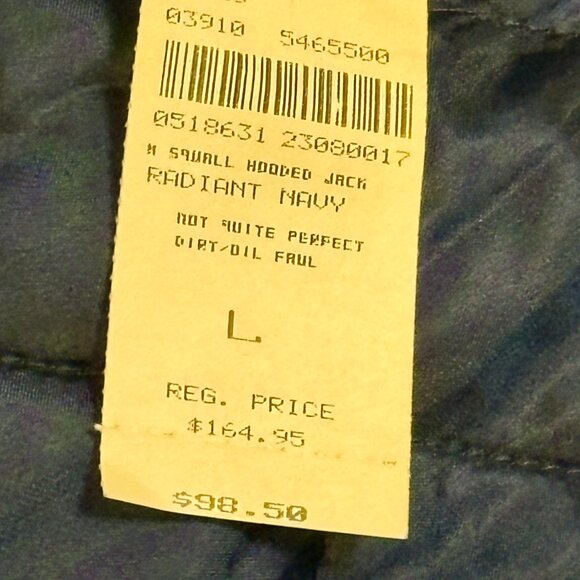 03910 5465500
0518631 23080017
M SQUALL HOODED JACK
RADIANT NAVY
NOT QUITE PERFECT
DIRT/OIL FAUL
L
REG. PRICE
$164.95
$98.50